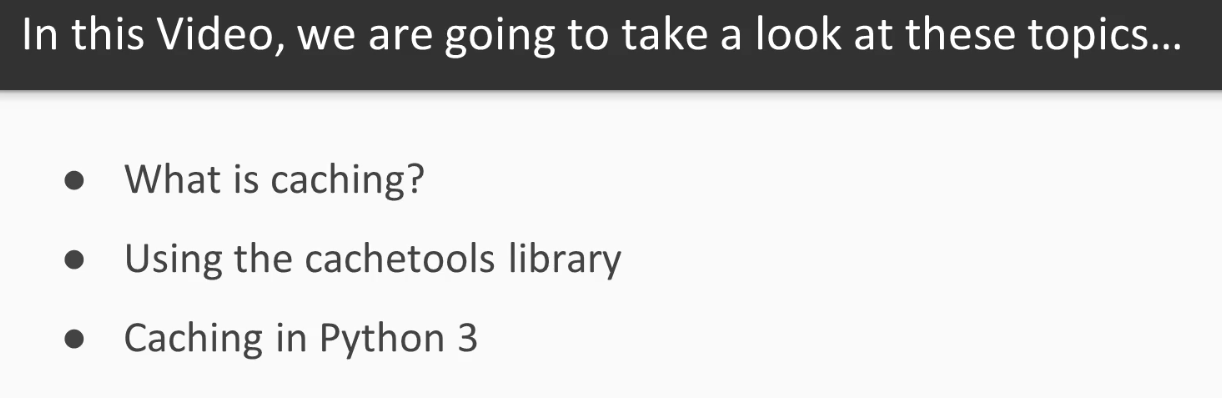 In this Video, we are going to take a look at these topics...
● What is caching?
● Using the cachetools library
● Caching in Python 3